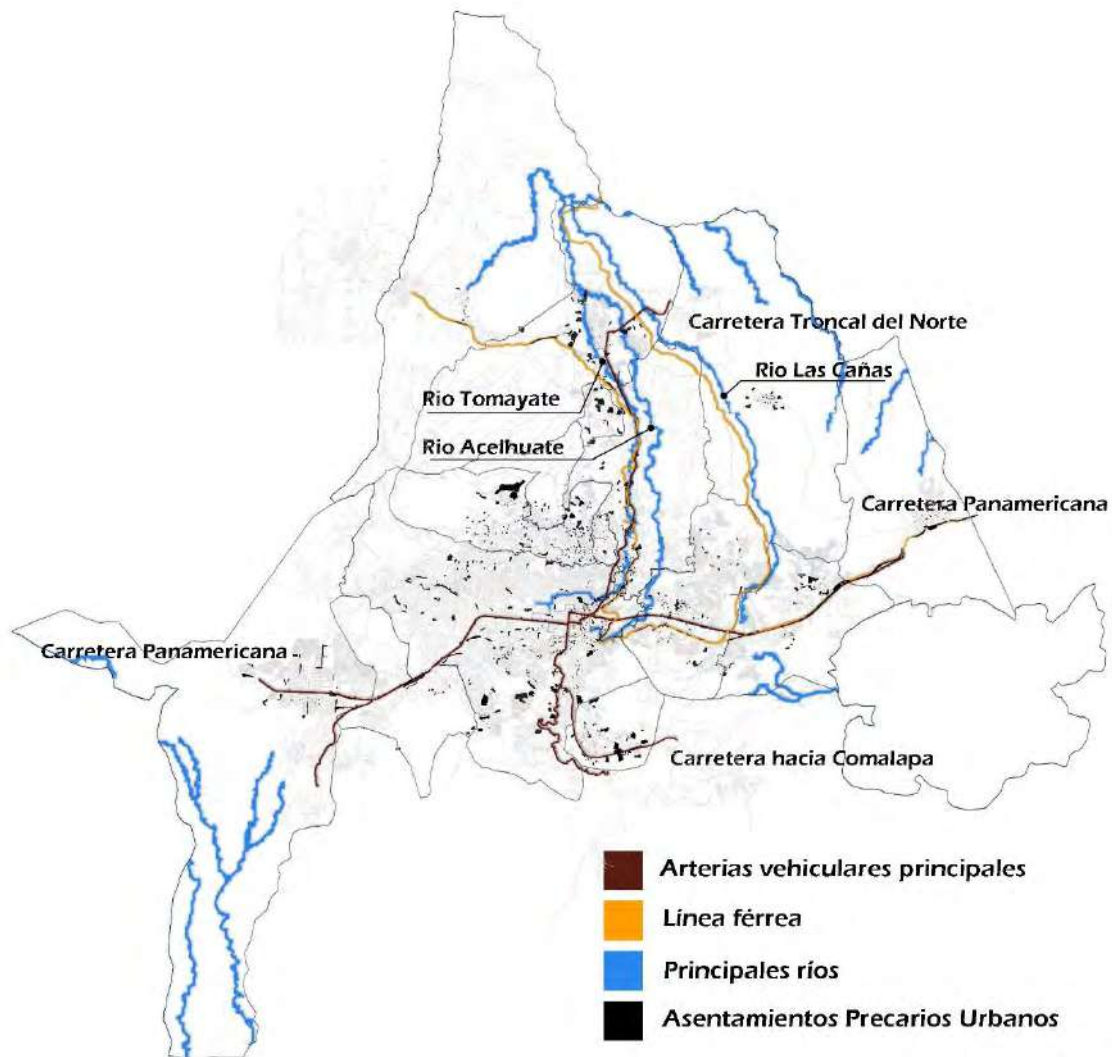 Carretera Troncal del Norte
Rio Las Cañas
Rio Tomayate
Rio Acelhuate
Carretera Panamericana
Carretera Panamericana
Carretera hacia Comalapa
Arterias vehiculares principales
Línea férrea
Principales ríos
Asentamientos Precarios Urbanos